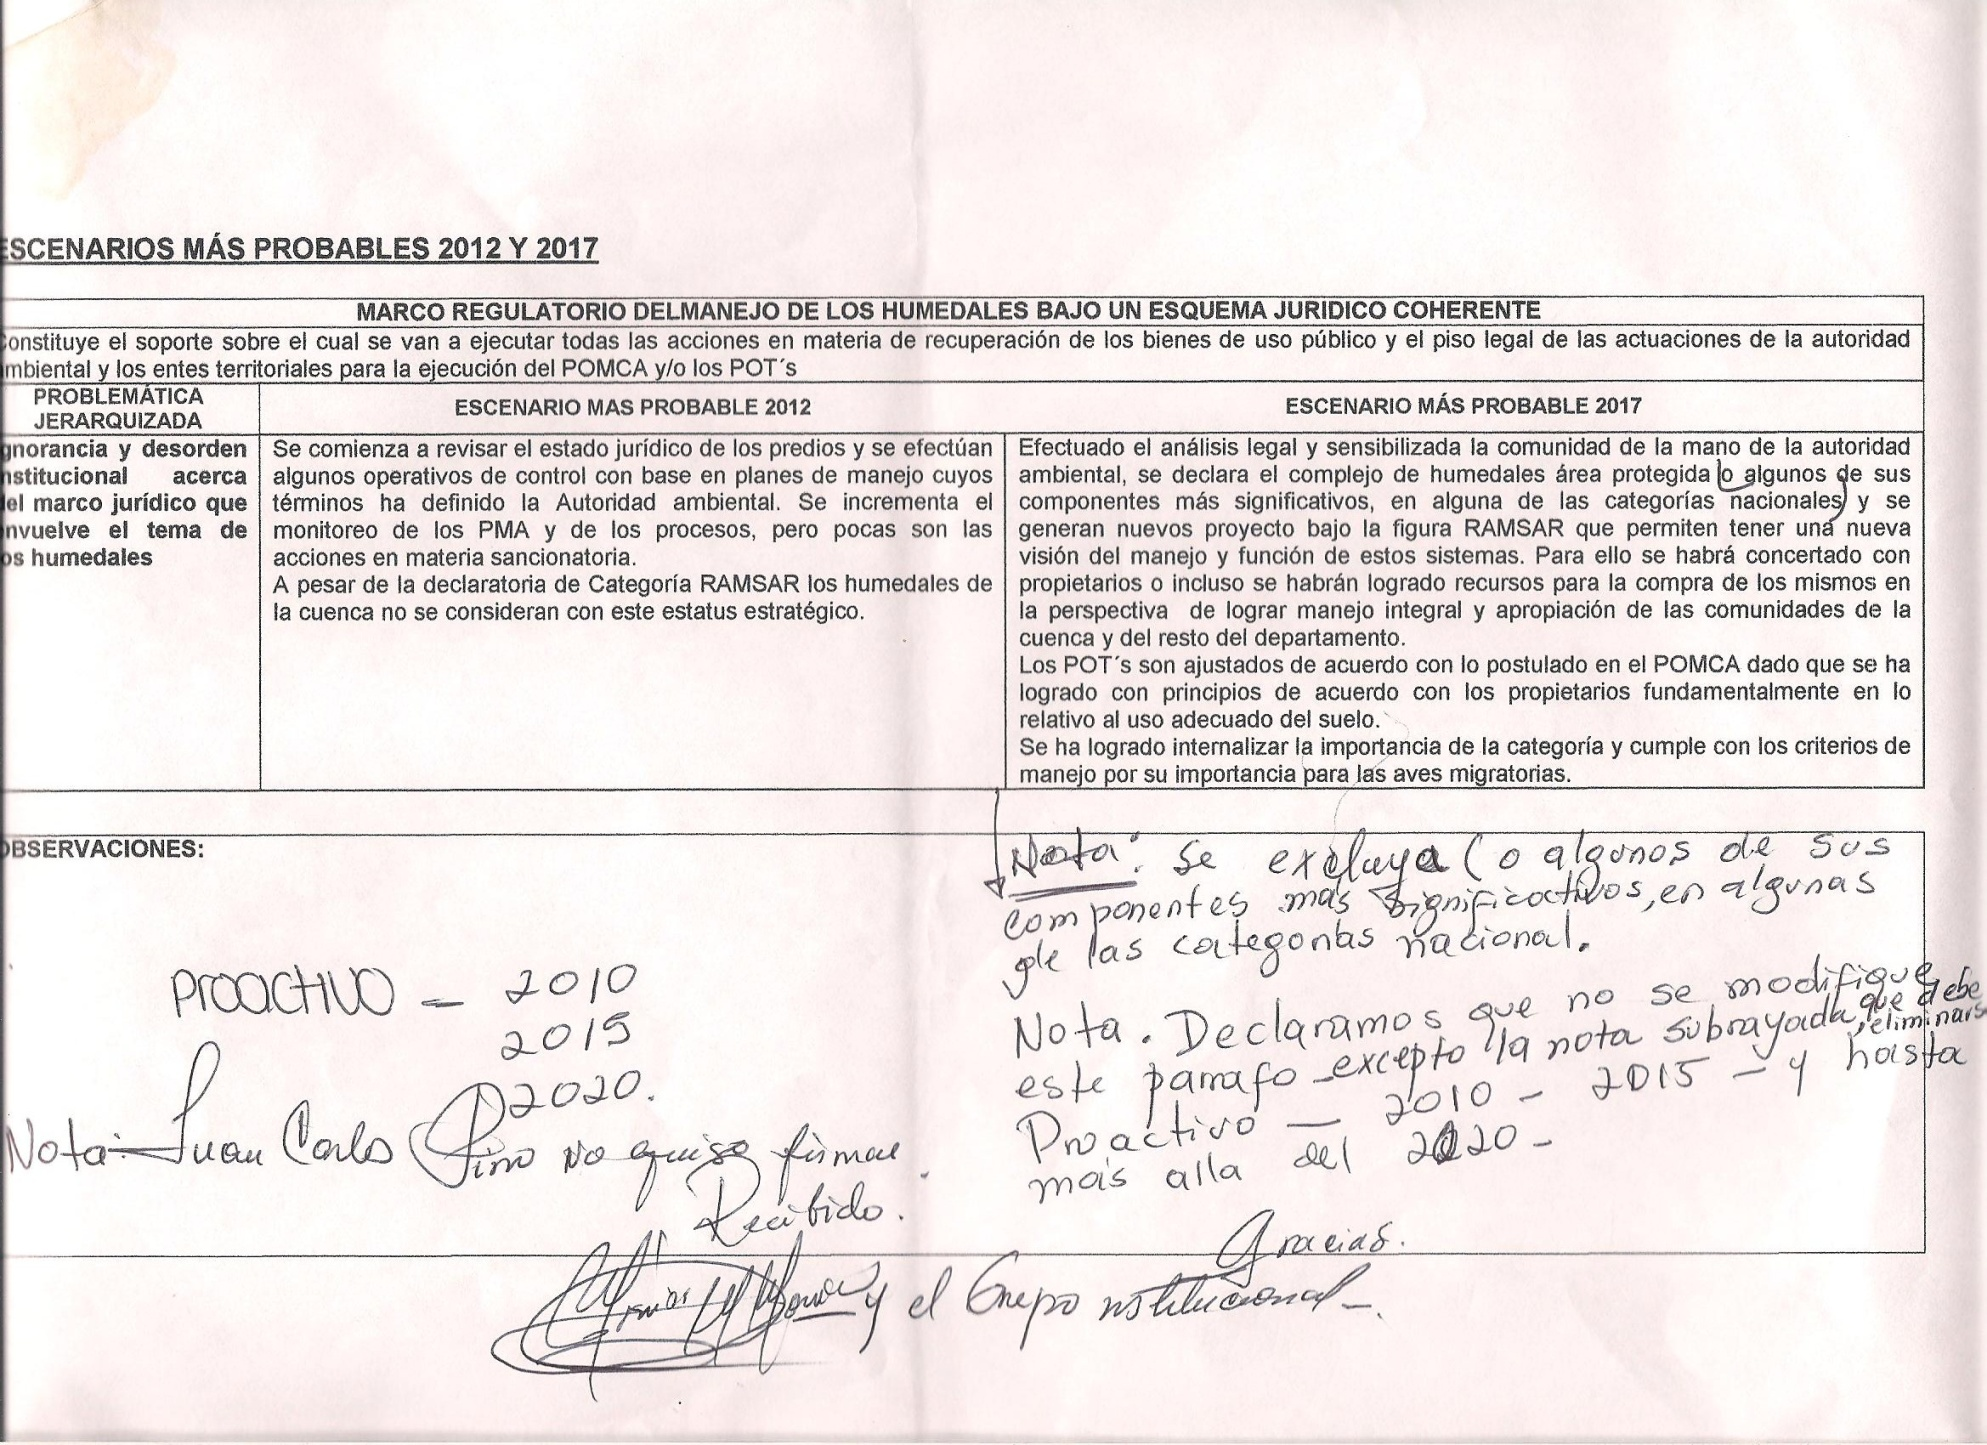 ESCENARIOS MÁS PROBABLES 2012 Y 2017
MARCO REGULATORIO DELMANEJO DE LOS HUMEDALES BAJO UN ESQUEMA JURIDICO COHERENTE
onstituye el soporte sobre el cual se van a ejecutar todas las acciones en materia de recuperación de los bienes de uso público y el piso legal de las actuaciones de la autoridad
mbiental y los entes territoriales para la ejecución del POMCA y/o los POT´s
PROBLEMÁTICA
JERARQUIZADA
ESCENARIO MAS PROBABLE 2012
ESCENARIO MÁS PROBABLE 2017
gnorancia y desorden
nstitucional acerca
el marco jurídico que
nvuelve el tema de
os humedales
Se comienza a revisar el estado jurídico de los predios y se efectúan
algunos operativos de control con base en planes de manejo cuyos
términos ha definido la Autoridad ambiental. Se incrementa el
monitoreo de los PMA y de los procesos, pero pocas son las
acciones en materia sancionatoria.
A pesar de la declaratoria de Categoría RAMSAR los humedales de
la cuenca no se consideran con este estatus estratégico.
Efectuado el análisis legal y sensibilizada la comunidad de la mano de la autoridad
ambiental, se declara el complejo de humedales área protegida o algunos de sus
componentes más significativos, en alguna de las categorías nacionales y se
generan nuevos proyecto bajo la figura RAMSAR que permiten tener una nueva
visión del manejo y función de estos sistemas. Para ello se habrá concertado con
propietarios o incluso se habrán logrado recursos para la compra de los mismos en
la perspectiva de lograr manejo integral y apropiación de las comunidades de la
cuenca y del resto del departamento.
Los POT´s son ajustados de acuerdo con lo postulado en el POMCA dado que se ha
logrado con principios de acuerdo con los propietarios fundamentalmente en lo
relativo al uso adecuado del suelo.
Se ha logrado internalizar la importancia de la categoría y cumple con los criterios de
manejo por su importancia para las aves migratorias.
OBSERVACIONES:
PROACTIVO - 2010
2015
2020.
Nota: Juan Carlos Pino no quiso firmar.
Recibido.
Nota: Se excluya (o algunos de sus
componentes más significativos, en algunas
de las categorías nacional.
Nota. Declaramos que no se modifique
este parrafo excepto la nota subrayada, que debe
eliminarse
Proactivo — 2010 - 2015 - y hasta
más alla del 2020 -
Gracias.
y el Grupo nstitucional -.